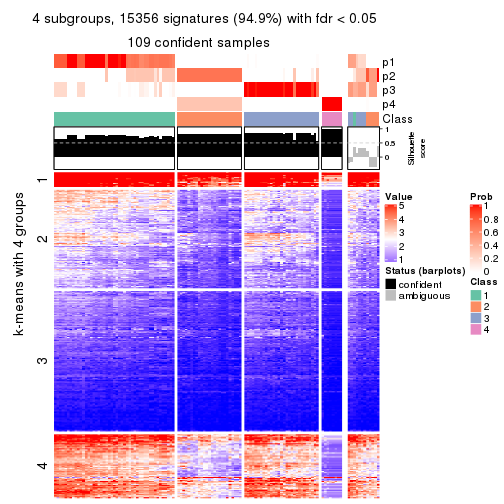 4 subgroups, 15356 signatures (94.9%) with fdr < 0.05
109 confident samples
p1
p2
p3
p4
Class
1
0.5
0
Silhouette
score
k-means with 4 groups
1
2
3
4
Value
5
4
3
2
1
Status (barplots)
confident
ambiguous
Prob
1
0.8
0.6
0.4
0.2
0
Class
1
2
3
4